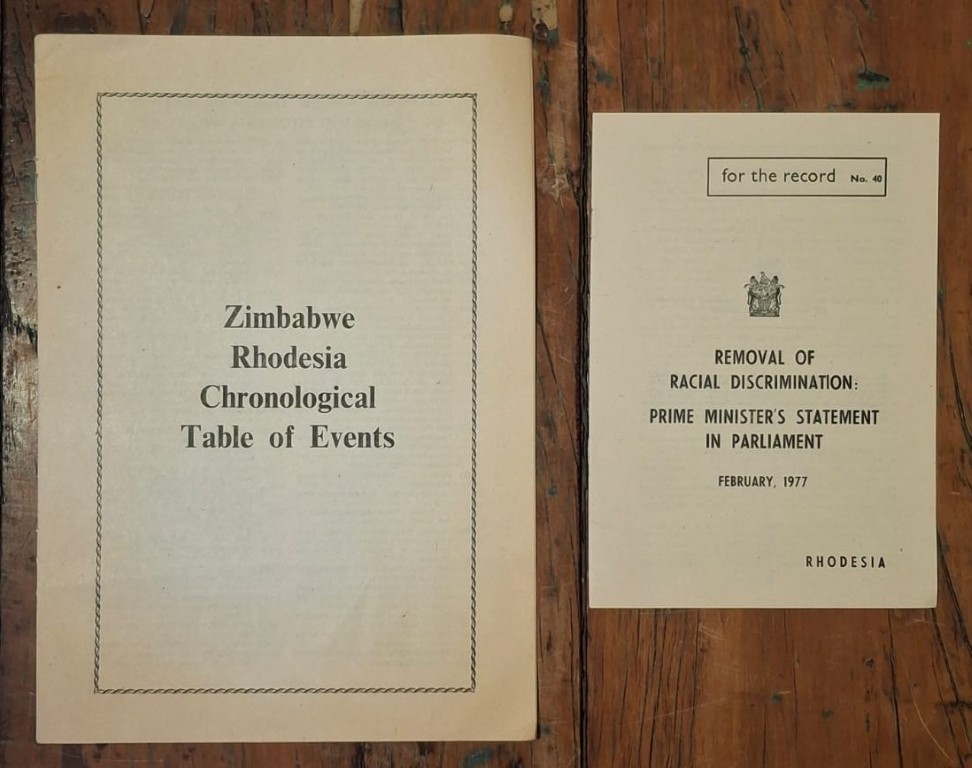 Zimbabwe
Rhodesia
Chronological
Table of Events
for the record No. 40
REMOVAL OF
RACIAL DISCRIMINATION:
PRIME MINISTER'S STATEMENT
IN PARLIAMENT
FEBRUARY, 1977
RHODESIA